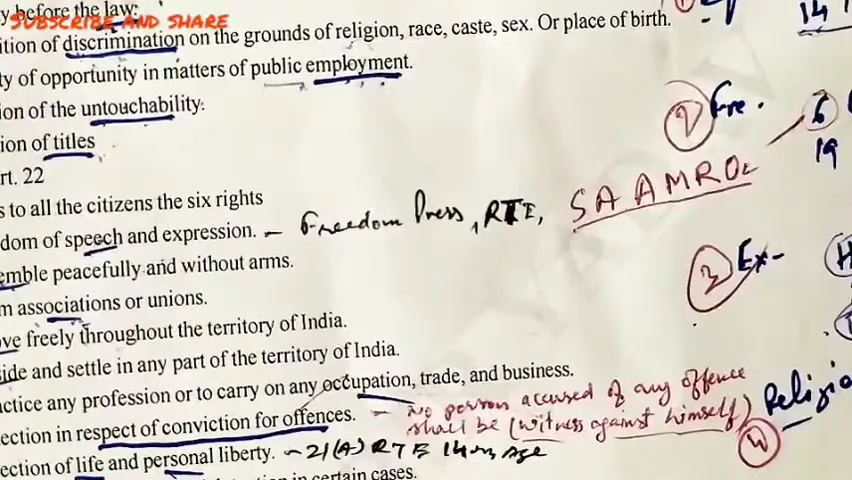 y before the law:
SUBSCRIBE AND SHARE
ition of discrimination on the grounds of religion, race, caste, sex. Or place of birth.
14
ty of opportunity in matters of public employment.
ion of the untouchability:
2 Fre.
6
19
ion of titles
rt. 22
SAAMRO
s to all the citizens the six rights
dom of speech and expression. - Freedom Press, RTI,
3 Ex-
emble peacefully and without arms.
m associations or unions.
ve freely throughout the territory of India.
ide and settle in any part of the territory of India.
actice any profession or to carry on any occupation, trade, and business.
ection in respect of conviction for offences. - No person accused of any offence
shall be (witness against himself)
Religio
4
ection of life and personal liberty. - 21(A) RTE 14 Age
in certain cases.